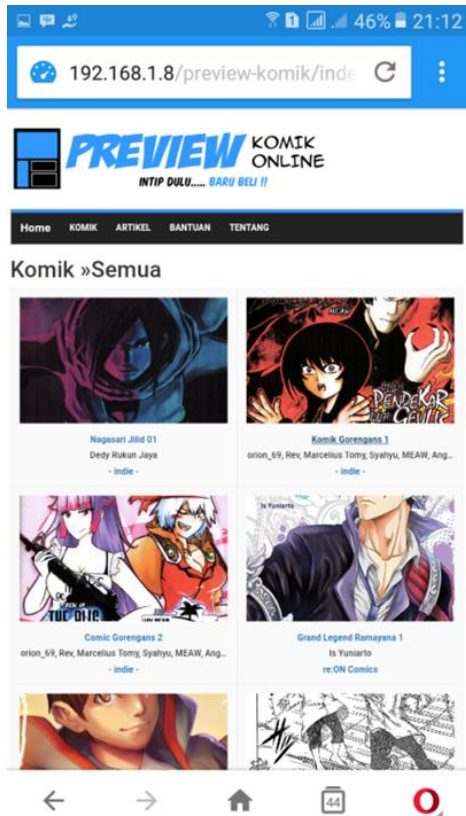 46% 21:12
192.168.1.8/preview-komik/inde
PREVIEW KOMIK ONLINE
INTIP DULU..... BARU BELI !!
Home KOMIK ARTIKEL BANTUAN TENTANG
Komik »Semua
MEAW
PENDEKAR
GEULIS
Nagasari Jilid 01
Dedy Rukun Jaya
- indie -
Komik Gorengans 1
orion_69, Rev, Marcelius Tomy, Syahyu, MEAW, Ang...
- indie -
Is Yuniarto
Comic Gorengans 2
orion_69, Rev, Marcelius Tomy, Syahyu, MEAW, Ang...
- indie -
Grand Legend Ramayana 1
Is Yuniarto
re:ON Comics
44